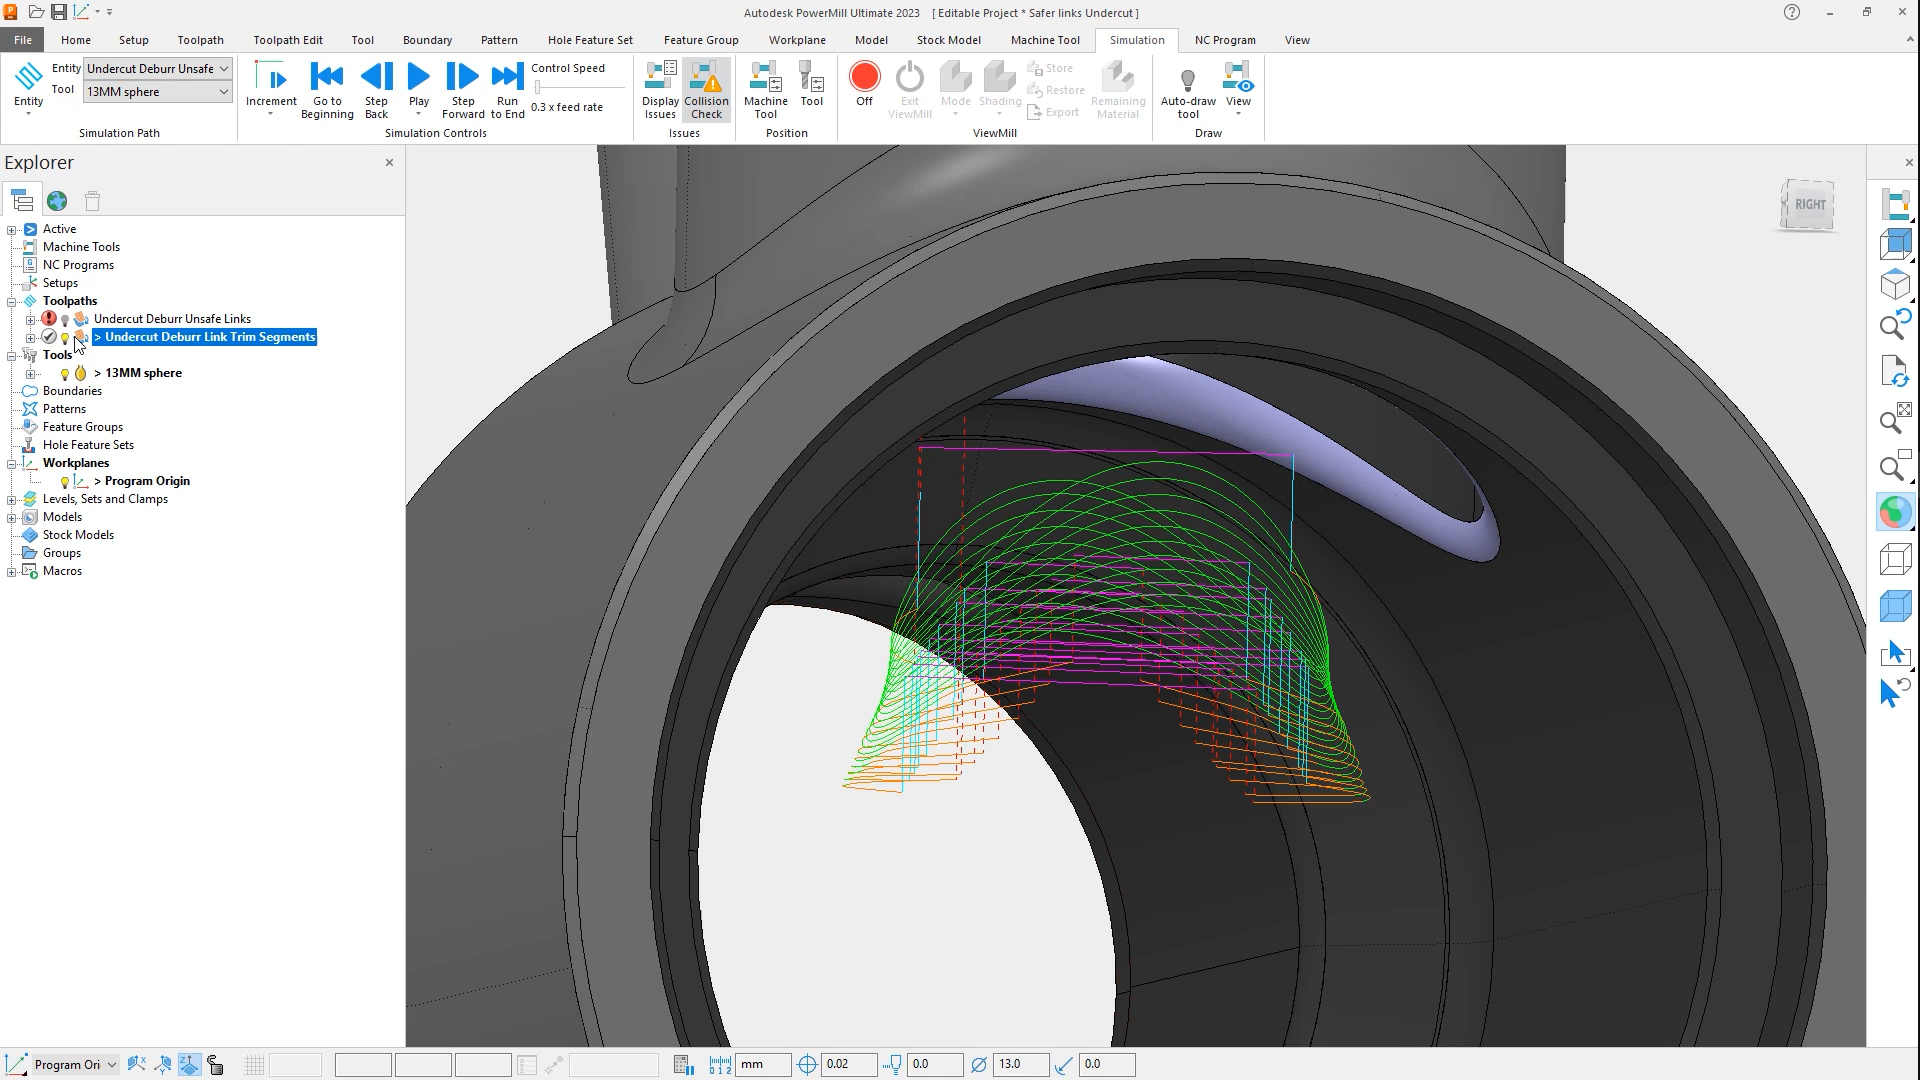 Autodesk PowerMill Ultimate 2023 [ Editable Project * Safer links Undercut ]
File Home Setup Toolpath Toolpath Edit Tool Boundary Pattern Hole Feature Set Feature Group Workplane Model Stock Model Machine Tool Simulation NC Program View
Entity
Entity Undercut Deburr Unsafe
Tool 13MM sphere
Simulation Path
Increment
Go to Beginning
Step Back
Play
Step Forward
Run to End
Control Speed
0.3 x feed rate
Simulation Controls
Display Issues
Collision Check
Issues
Machine Tool
Tool
Position
Off
Exit ViewMill
Mode
Shading
Store
Restore
Export
Remaining Material
ViewMill
Auto-draw tool
View
Draw
Explorer
Active
Machine Tools
NC Programs
Setups
Toolpaths
Undercut Deburr Unsafe Links
> Undercut Deburr Link Trim Segments
Tools
> 13MM sphere
Boundaries
Patterns
Feature Groups
Hole Feature Sets
Workplanes
> Program Origin
Levels, Sets and Clamps
Models
Stock Models
Groups
Macros
RIGHT
Program Ori mm 0.02 0.0 13.0 0.0